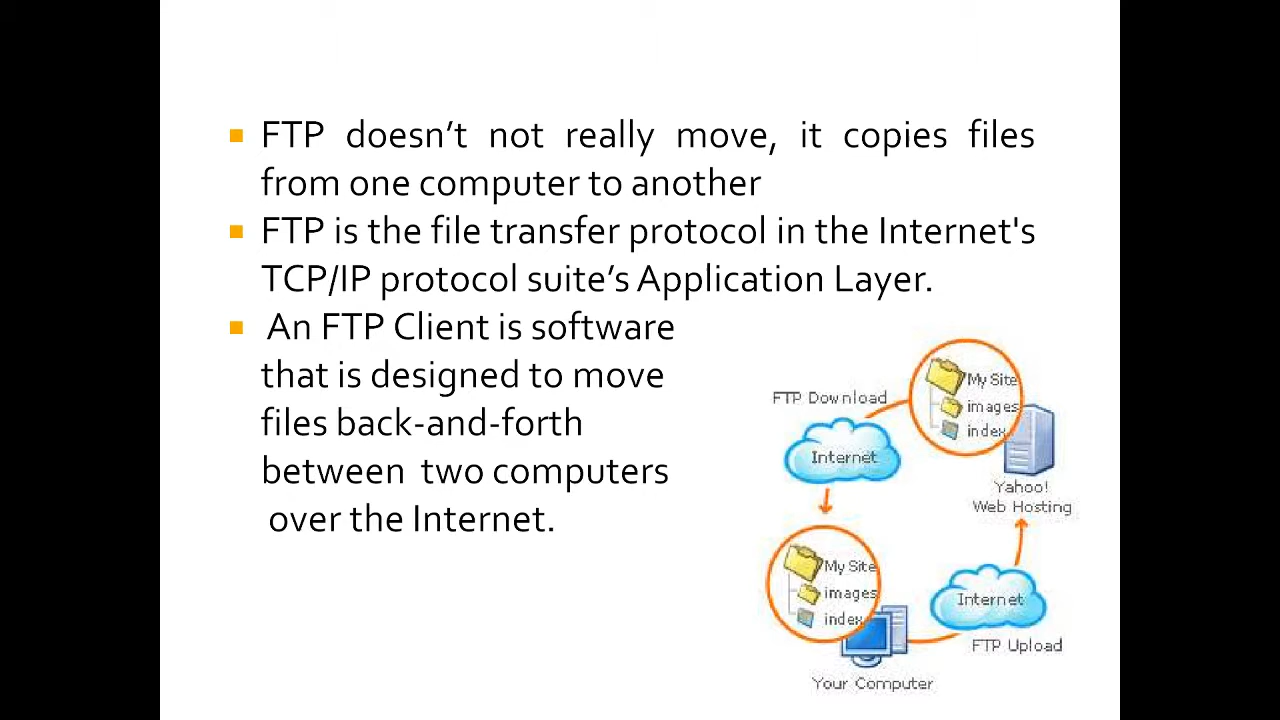 FTP doesn’t not really move, it copies files
from one computer to another
FTP is the file transfer protocol in the Internet's
TCP/IP protocol suite’s Application Layer.
An FTP Client is software
that is designed to move
files back-and-forth
between two computers
over the Internet.
My Site
images
index
FTP Download
Internet
Yahoo!
Web Hosting
My Site
images
index
Internet
FTP Upload
Your Computer